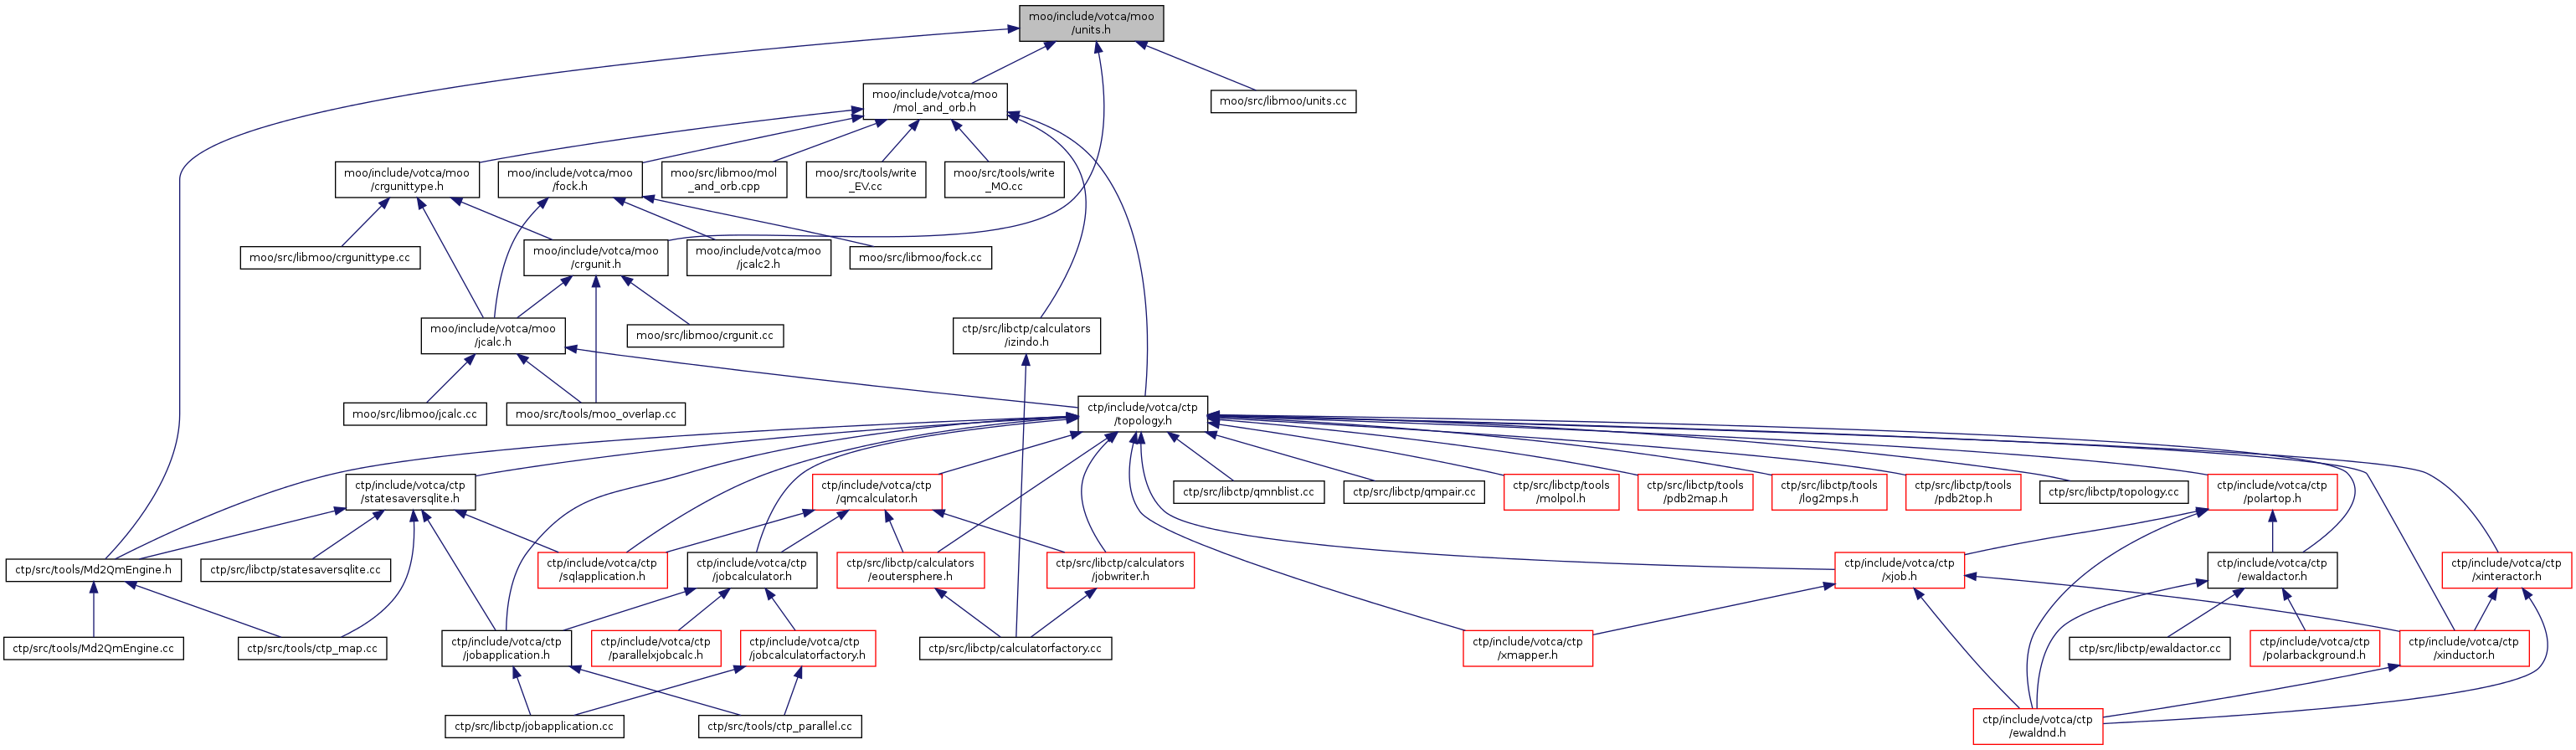 moo/include/votca/moo
/units.h
moo/include/votca/moo
/mol_and_orb.h
moo/src/libmoo/units.cc
moo/include/votca/moo
/crgunittype.h
moo/include/votca/moo
/fock.h
moo/src/libmoo/mol
_and_orb.cpp
moo/src/tools/write
_EV.cc
moo/src/tools/write
_MO.cc
moo/src/libmoo/crgunittype.cc
moo/include/votca/moo
/crgunit.h
moo/include/votca/moo
/jcalc2.h
moo/src/libmoo/fock.cc
moo/include/votca/moo
/jcalc.h
moo/src/libmoo/crgunit.cc
ctp/src/libctp/calculators
/izindo.h
moo/src/libmoo/jcalc.cc
moo/src/tools/moo_overlap.cc
ctp/include/votca/ctp
/topology.h
ctp/include/votca/ctp
/statesaversqlite.h
ctp/include/votca/ctp
/qmcalculator.h
ctp/src/libctp/qmnblist.cc
ctp/src/libctp/qmpair.cc
ctp/src/libctp/tools
/molpol.h
ctp/src/libctp/tools
/pdb2map.h
ctp/src/libctp/tools
/log2mps.h
ctp/src/libctp/tools
/pdb2top.h
ctp/src/libctp/topology.cc
ctp/include/votca/ctp
/polartop.h
ctp/src/tools/Md2QmEngine.h
ctp/src/libctp/statesaversqlite.cc
ctp/include/votca/ctp
/sqlapplication.h
ctp/include/votca/ctp
/jobcalculator.h
ctp/src/libctp/calculators
/eoutersphere.h
ctp/src/libctp/calculators
/jobwriter.h
ctp/include/votca/ctp
/xjob.h
ctp/include/votca/ctp
/ewaldactor.h
ctp/include/votca/ctp
/xinteractor.h
ctp/src/tools/Md2QmEngine.cc
ctp/src/tools/ctp_map.cc
ctp/include/votca/ctp
/jobapplication.h
ctp/include/votca/ctp
/parallelxjobcalc.h
ctp/include/votca/ctp
/jobcalculatorfactory.h
ctp/src/libctp/calculatorfactory.cc
ctp/include/votca/ctp
/xmapper.h
ctp/src/libctp/ewaldactor.cc
ctp/include/votca/ctp
/polarbackground.h
ctp/include/votca/ctp
/xinductor.h
ctp/src/libctp/jobapplication.cc
ctp/src/tools/ctp_parallel.cc
ctp/include/votca/ctp
/ewaldnd.h